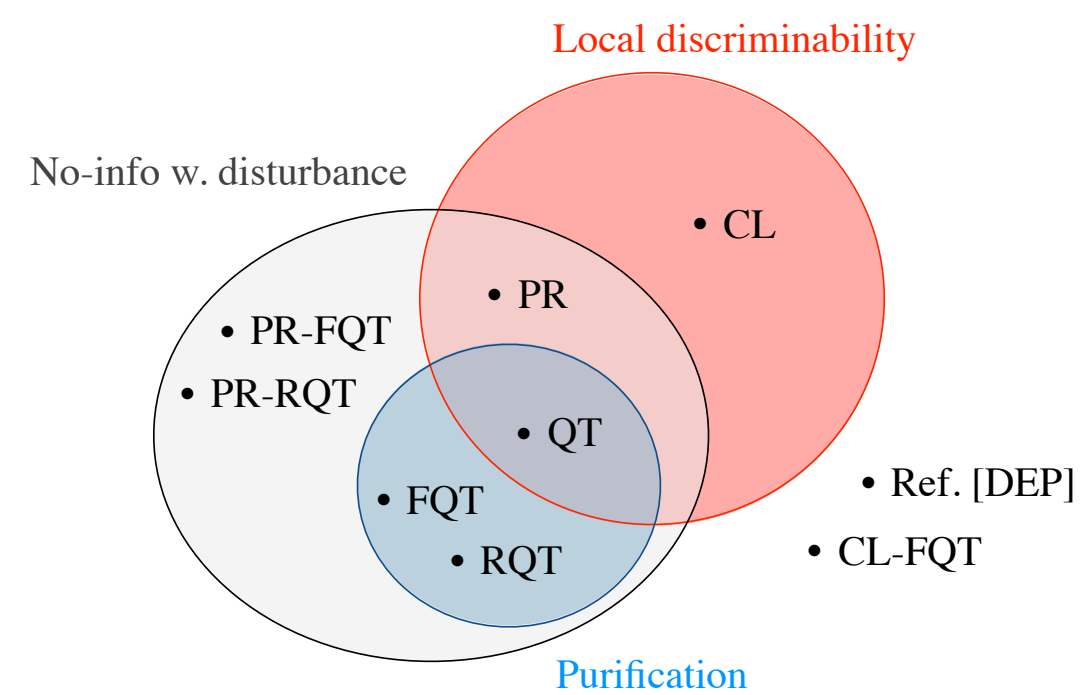 Local discriminability
No-info w. disturbance
• CL
• PR
• PR-FQT
• PR-RQT
• QT
• Ref. [DEP]
• FQT
• CL-FQT
• RQT
Purification